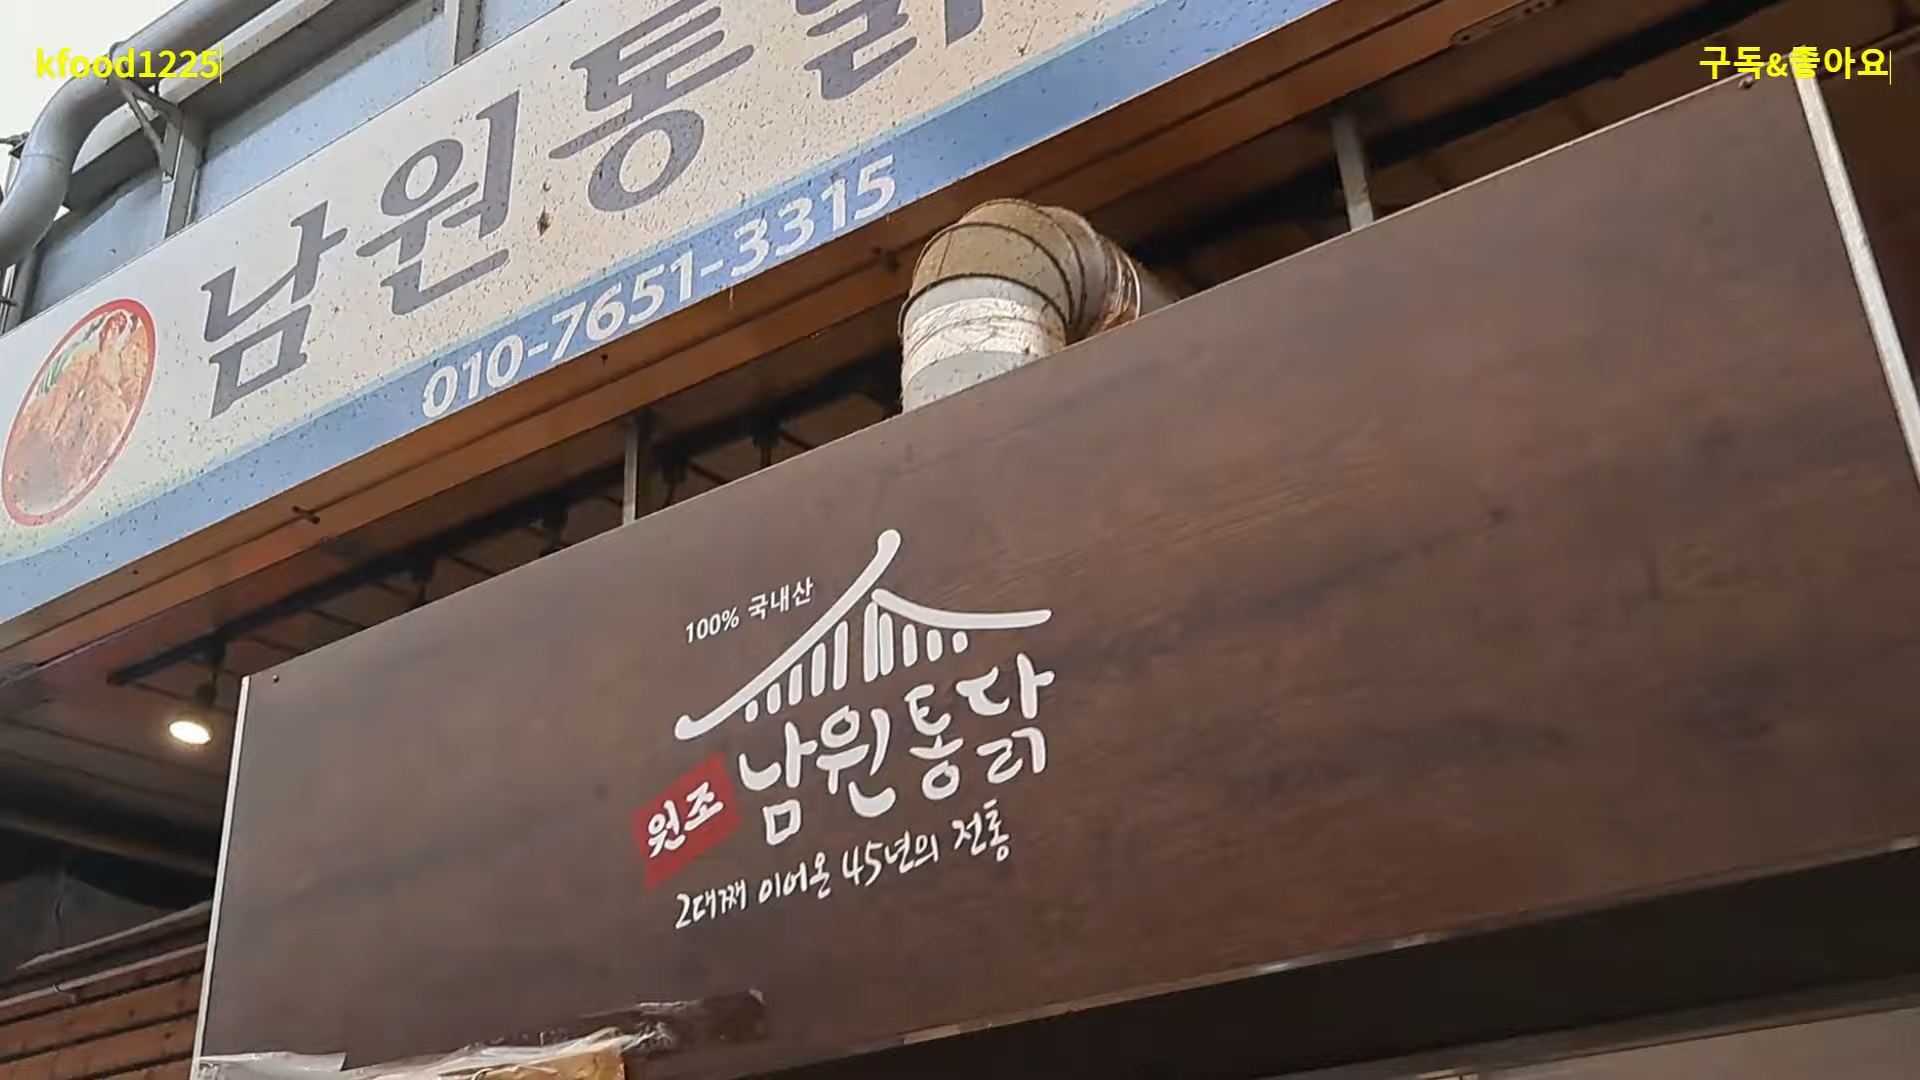 kfood1225
구독&좋아요
남원통닭
010-7651-3315
100% 국내산
원조 남원통닭
2대째 이어온 45년의 전통